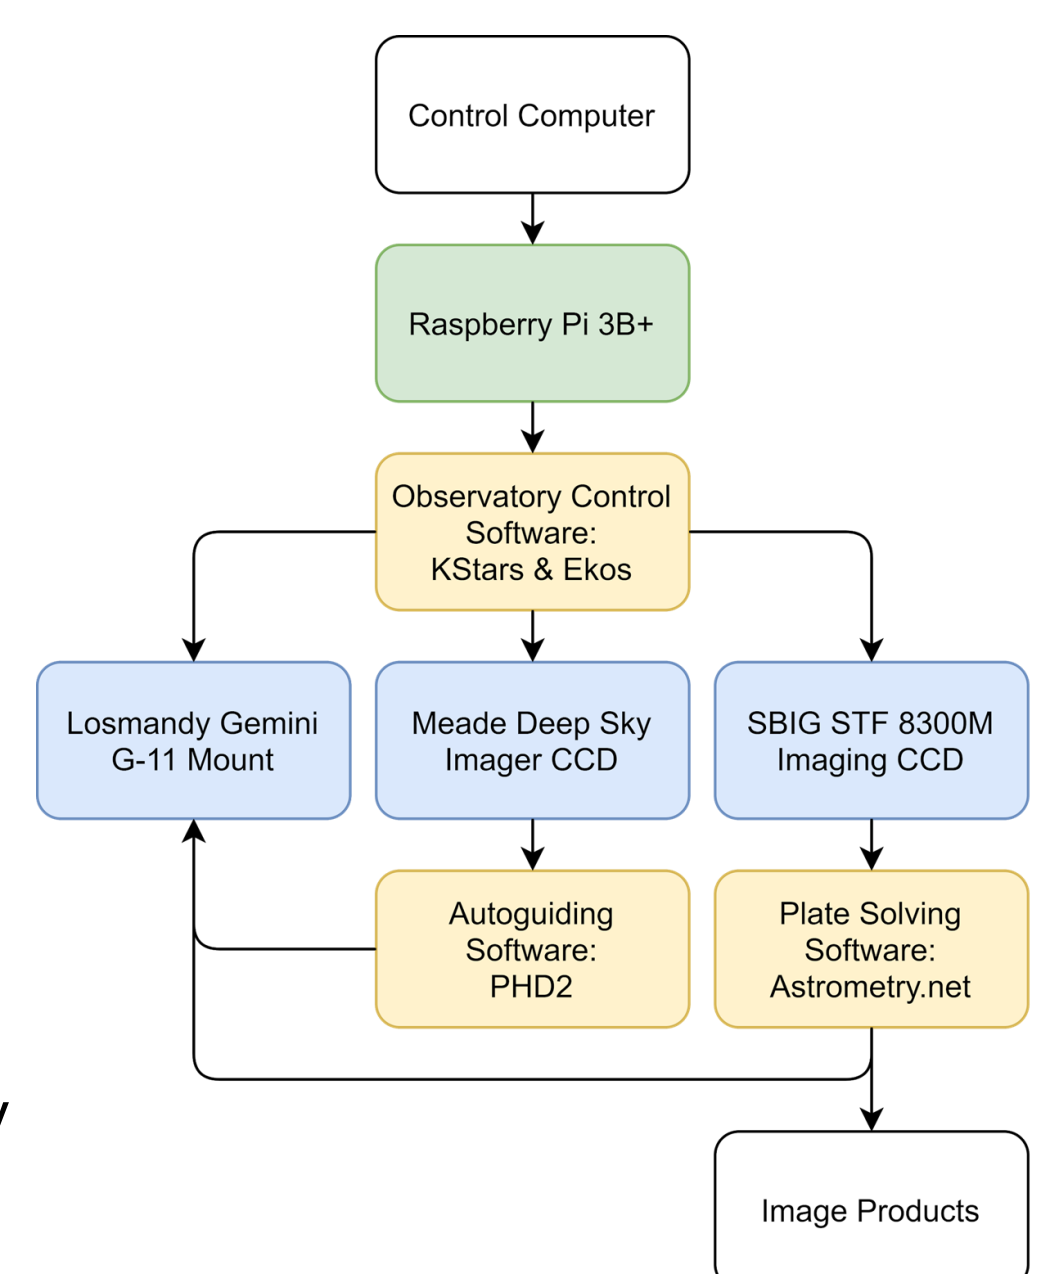 Control Computer
Raspberry Pi 3B+
Observatory Control
Software:
KStars & Ekos
Losmandy Gemini
G-11 Mount
Meade Deep Sky
Imager CCD
SBIG STF 8300M
Imaging CCD
Autoguiding
Software:
PHD2
Plate Solving
Software:
Astrometry.net
Image Products